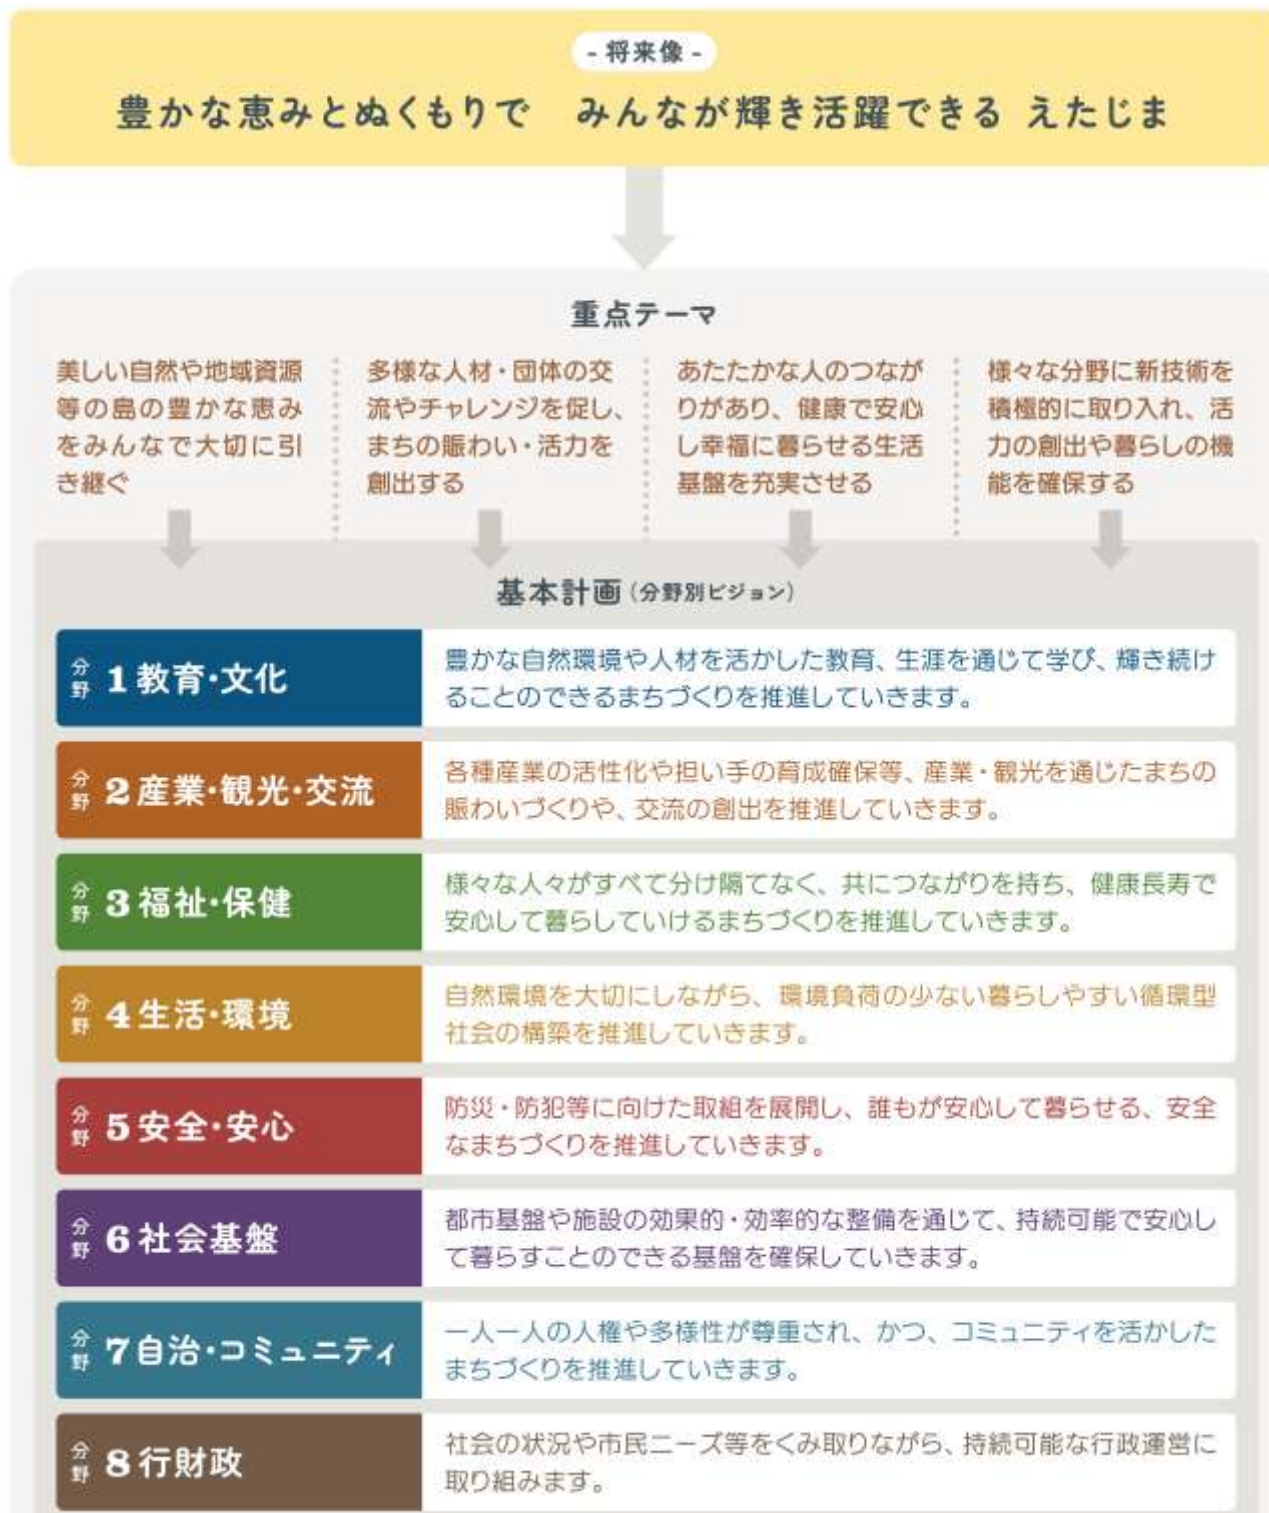 - 将来像 -
豊かな恵みとぬくもりで　みんなが輝き活躍できる えたじま
重点テーマ
美しい自然や地域資源
等の島の豊かな恵み
をみんなで大切に引
き継ぐ
多様な人材・団体の交
流やチャレンジを促し、
まちの賑わい・活力を
創出する
あたたかな人のつなが
りがあり、健康で安心
し幸福に暮らせる生活
基盤を充実させる
様々な分野に新技術を
積極的に取り入れ、活
力の創出や暮らしの機
能を確保する
基本計画（分野別ビジョン）
分野 1 教育・文化
豊かな自然環境や人材を活かした教育、生涯を通じて学び、輝き続け
ることのできるまちづくりを推進していきます。
分野 2 産業・観光・交流
各種産業の活性化や担い手の育成確保等、産業・観光を通じたまちの
賑わいづくりや、交流の創出を推進していきます。
分野 3 福祉・保健
様々な人々がすべて分け隔てなく、共につながりを持ち、健康長寿で
安心して暮らしていけるまちづくりを推進していきます。
分野 4 生活・環境
自然環境を大切にしながら、環境負荷の少ない暮らしやすい循環型
社会の構築を推進していきます。
分野 5 安全・安心
防災・防犯等に向けた取組を展開し、誰もが安心して暮らせる、安全
なまちづくりを推進していきます。
分野 6 社会基盤
都市基盤や施設の効果的・効率的な整備を通じて、持続可能で安心し
て暮らすことのできる基盤を確保していきます。
分野 7 自治・コミュニティ
一人一人の人権や多様性が尊重され、かつ、コミュニティを活かした
まちづくりを推進していきます。
分野 8 行財政
社会の状況や市民ニーズ等をくみ取りながら、持続可能な行政運営に
取り組みます。